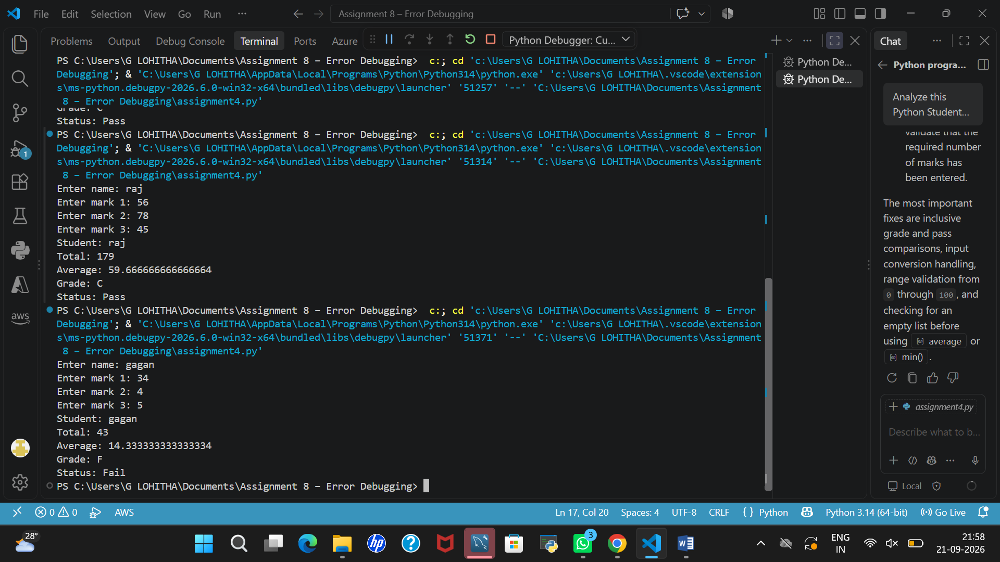 File Edit Selection View Go Run ···
Assignment 8 – Error Debugging
Problems Output Debug Console Terminal Ports Azure
Python Debugger: Cu...
PS C:\Users\G LOHITHA\Documents\Assignment 8 – Error Debugging> c:; cd 'c:\Users\G LOHITHA\Documents\Assignment 8 – Error
Debugging'; & 'C:\Users\G LOHITHA\AppData\Local\Programs\Python\Python314\python.exe' 'c:\Users\G LOHITHA\.vscode\extension
s\ms-python.debugpy-2026.6.0-win32-x64\bundled\libs\debugpy\launcher' '51257' '--' 'C:\Users\G LOHITHA\Documents\Assignment
8 – Error Debugging\assignment4.py'
Grade: C
Status: Pass
PS C:\Users\G LOHITHA\Documents\Assignment 8 – Error Debugging> c:; cd 'c:\Users\G LOHITHA\Documents\Assignment 8 – Error
Debugging'; & 'C:\Users\G LOHITHA\AppData\Local\Programs\Python\Python314\python.exe' 'c:\Users\G LOHITHA\.vscode\extension
s\ms-python.debugpy-2026.6.0-win32-x64\bundled\libs\debugpy\launcher' '51314' '--' 'C:\Users\G LOHITHA\Documents\Assignment
8 – Error Debugging\assignment4.py'
Enter name: raj
Enter mark 1: 56
Enter mark 2: 78
Enter mark 3: 45
Student: raj
Total: 179
Average: 59.666666666666664
Grade: C
Status: Pass
PS C:\Users\G LOHITHA\Documents\Assignment 8 – Error Debugging> c:; cd 'c:\Users\G LOHITHA\Documents\Assignment 8 – Error
Debugging'; & 'C:\Users\G LOHITHA\AppData\Local\Programs\Python\Python314\python.exe' 'c:\Users\G LOHITHA\.vscode\extension
s\ms-python.debugpy-2026.6.0-win32-x64\bundled\libs\debugpy\launcher' '51371' '--' 'C:\Users\G LOHITHA\Documents\Assignment
8 – Error Debugging\assignment4.py'
Enter name: gagan
Enter mark 1: 34
Enter mark 2: 4
Enter mark 3: 5
Student: gagan
Total: 43
Average: 14.333333333333334
Grade: F
Status: Fail
PS C:\Users\G LOHITHA\Documents\Assignment 8 – Error Debugging>
Python De...
Python De...
Chat
Python progra...
Analyze this
Python Student...
validate that the
required number
of marks has
been entered.
The most important
fixes are inclusive
grade and pass
comparisons, input
conversion handling,
range validation from
0 through 100, and
checking for an
empty list before
using average or
min().
assignment4.py
Describe what to b...
Local
1
aws
0 0 AWS
Ln 17, Col 20 Spaces: 4 UTF-8 CRLF { } Python Python 3.14 (64-bit) Go Live
28°
hp
?
3
W
ENG
IN
21:58
21-09-2026